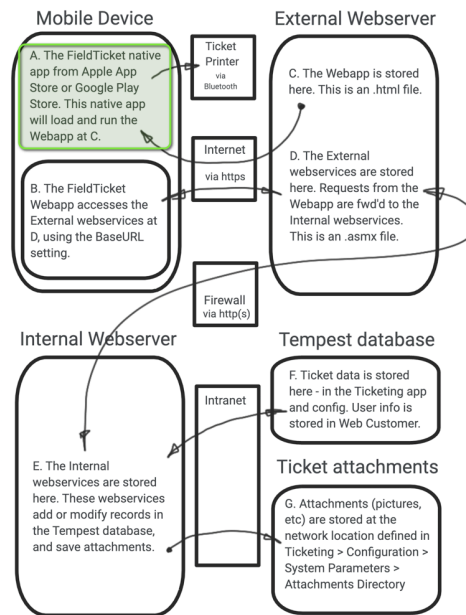 Mobile Device
A. The FieldTicket native
app from Apple App
Store or Google Play
Store. This native app
will load and run the
Webapp at C.
B. The FieldTicket
Webapp accesses the
External webservices at
D, using the BaseURL
setting.
Ticket
Printer
via
Bluetooth
Internet
via https
Firewall
via http(s)
External Webserver
C. The Webapp is stored
here. This is an .html file.
D. The External
webservices are stored
here. Requests from the
Webapp are fwd'd to the
Internal webservices.
This is an .asmx file.
Internal Webserver
E. The Internal
webservices are stored
here. These webservices
add or modify records in
the Tempest database,
and save attachments.
Intranet
Tempest database
F. Ticket data is stored
here - in the Ticketing app
and config. User info is
stored in Web Customer.
Ticket attachments
G. Attachments (pictures,
etc) are stored at the
network location defined in
Ticketing > Configuration >
System Parameters >
Attachments Directory